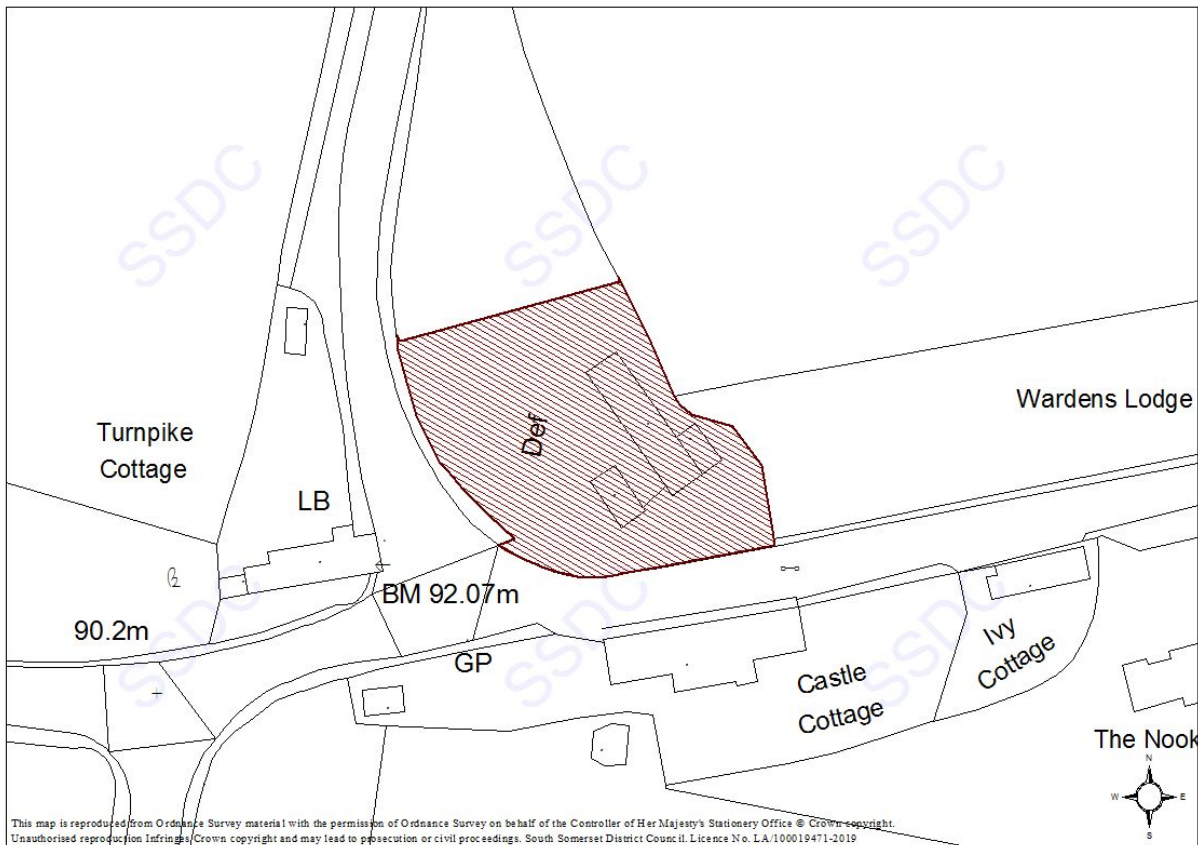 SSDC
SSDC
SSDC
Wardens Lodge
Turnpike
Cottage
Def
LB
BM 92.07m
90.2m
GP
SSDC
SSDC
SSDC
Ivy
Cottage
Castle
Cottage
The Nook
N
W
E
S
This map is reproduced from Ordnance Survey material with the permission of Ordnance Survey on behalf of the Controller of Her Majesty's Stationery Office © Crown copyright.
Unauthorised reproduction Infringes Crown copyright and may lead to prosecution or civil proceedings. South Somerset District Council. Licence No. LA/100019471-2019